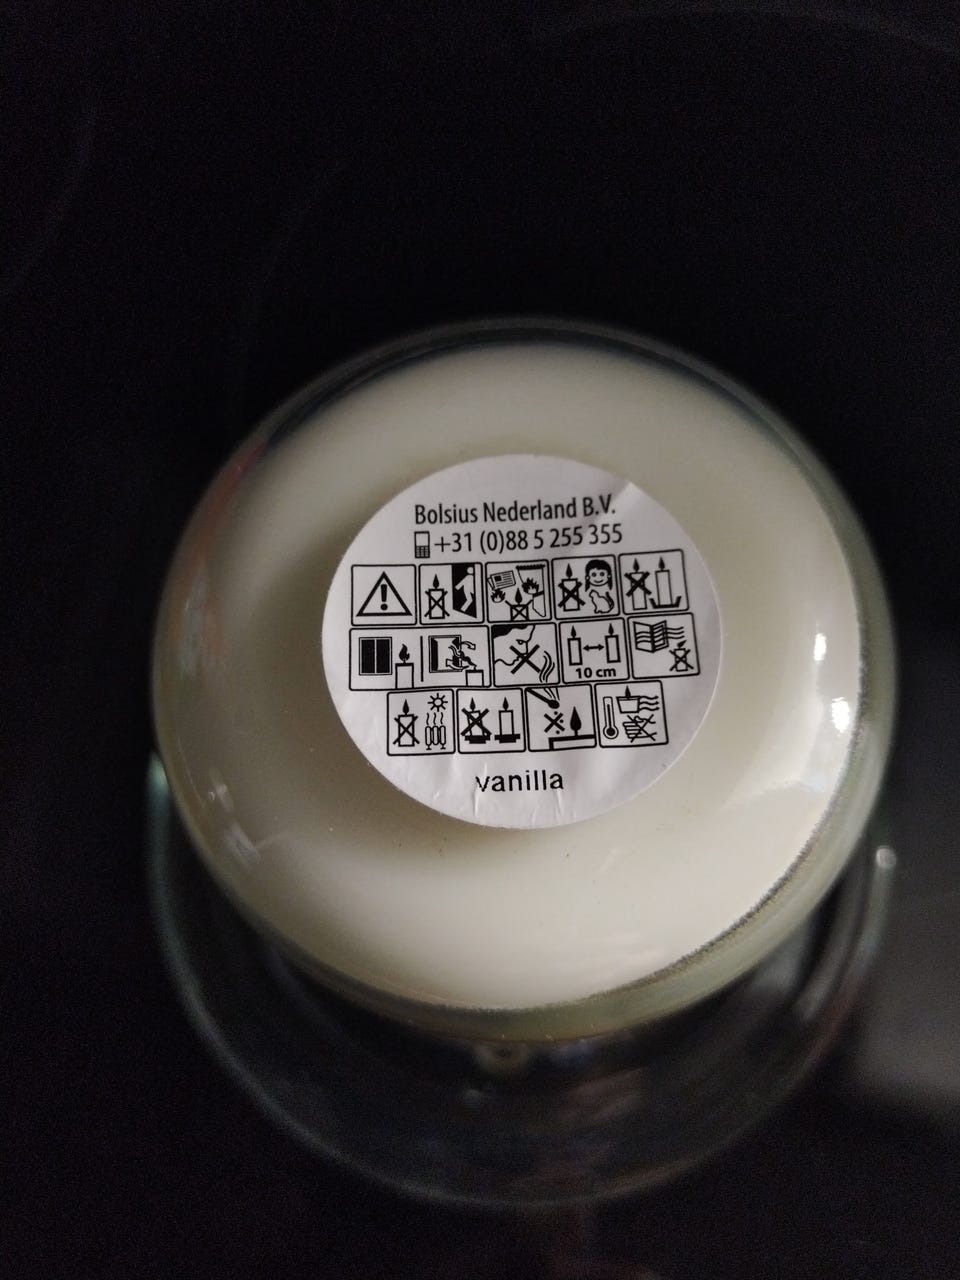 Bolsius Nederland B.V.
+31 (0)88 5 255 355
10 cm
vanilla